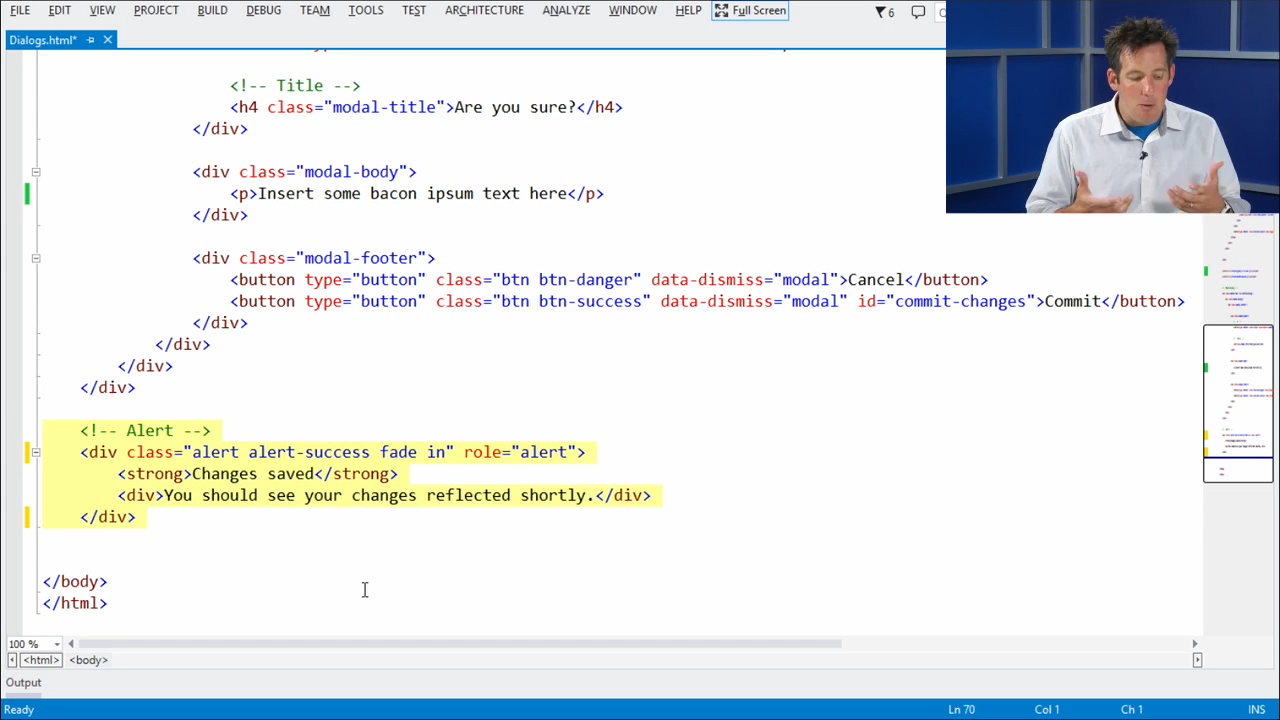 FILE EDIT VIEW PROJECT BUILD DEBUG TEAM TOOLS TEST ARCHITECTURE ANALYZE WINDOW HELP Full Screen 6
Dialogs.html*
<!-- Title -->
<h4 class="modal-title">Are you sure?</h4>
</div>
<div class="modal-body">
<p>Insert some bacon ipsum text here</p>
</div>
<div class="modal-footer">
<button type="button" class="btn btn-danger" data-dismiss="modal">Cancel</button>
<button type="button" class="btn btn-success" data-dismiss="modal" id="commit-changes">Commit</button>
</div>
</div>
</div>
</div>
<!-- Alert -->
<div class="alert alert-success fade in" role="alert">
<strong>Changes saved</strong>
<div>You should see your changes reflected shortly.</div>
</div>
</body>
</html>
100 %
<html> <body>
Output
Ready Ln 70 Col 1 Ch 1 INS